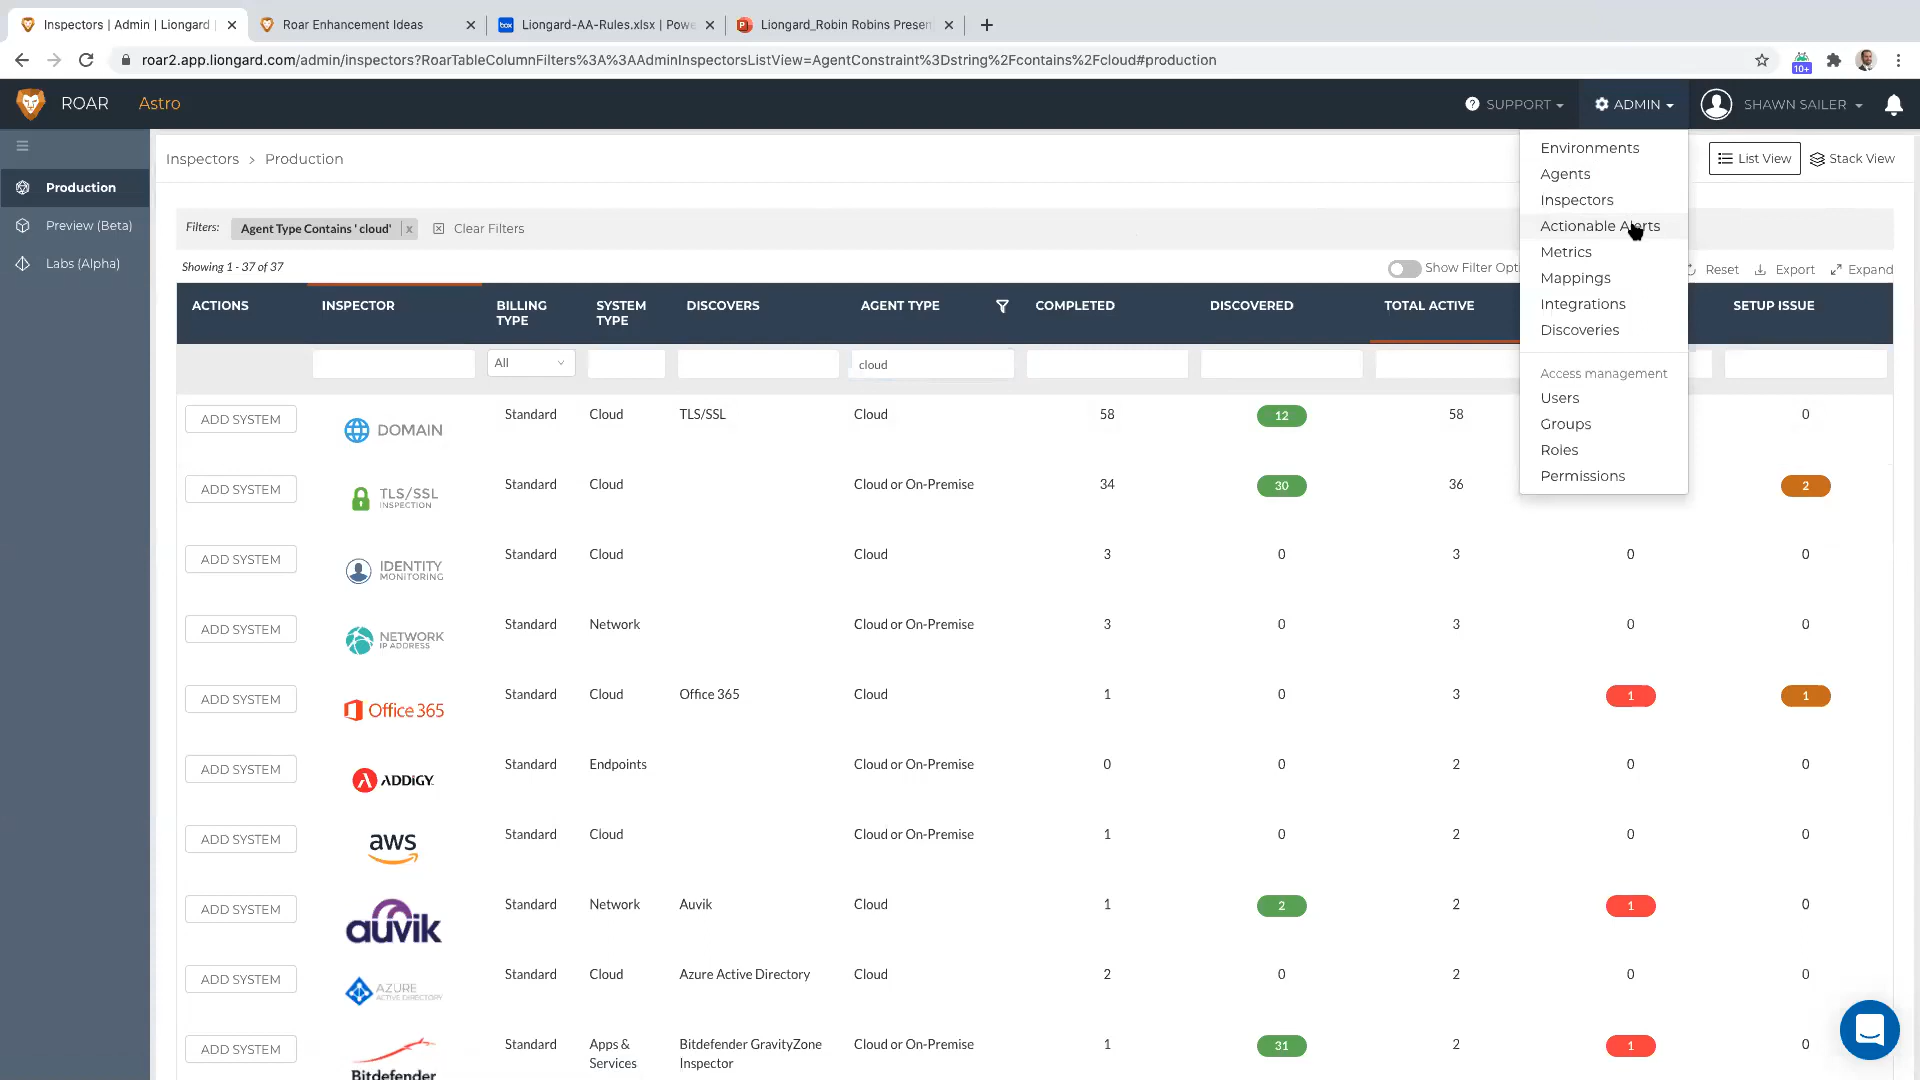 Inspectors | Admin | Liongard
Roar Enhancement Ideas
Liongard-AA-Rules.xlsx | Powe
Liongard_Robin Robins Presen
roar2.app.liongard.com/admin/inspectors?RoarTableColumnFilters%3A%3AAdminInspectorsListView=AgentConstraint%3Dstring%2Fcontains%2Fcloud#production
10+
ROAR Astro
SUPPORT ADMIN SHAWN SAILER
Production
Preview (Beta)
Labs (Alpha)
Inspectors > Production
List View Stack View
Environments
Agents
Inspectors
Actionable Alerts
Metrics
Mappings
Integrations
Discoveries
Access management
Users
Groups
Roles
Permissions
Filters: Agent Type Contains ' cloud' x Clear Filters
Showing 1 - 37 of 37
Show Filter Opt Reset Export Expand
ACTIONS INSPECTOR BILLING TYPE SYSTEM TYPE DISCOVERS AGENT TYPE COMPLETED DISCOVERED TOTAL ACTIVE SETUP ISSUE
All cloud
ADD SYSTEM DOMAIN Standard Cloud TLS/SSL Cloud 58 12 58 0
ADD SYSTEM TLS/SSL INSPECTION Standard Cloud Cloud or On-Premise 34 30 36 2
ADD SYSTEM IDENTITY MONITORING Standard Cloud Cloud 3 0 3 0 0
ADD SYSTEM NETWORK IP ADDRESS Standard Network Cloud or On-Premise 3 0 3 0 0
ADD SYSTEM Office 365 Standard Cloud Office 365 Cloud 1 0 3 1 1
ADD SYSTEM ADDIGY Standard Endpoints Cloud or On-Premise 0 0 2 0 0
ADD SYSTEM aws Standard Cloud Cloud or On-Premise 1 0 2 0 0
ADD SYSTEM auvik Standard Network Auvik Cloud 1 2 2 1 0
ADD SYSTEM AZURE ACTIVE DIRECTORY Standard Cloud Azure Active Directory Cloud 2 0 2 0 0
ADD SYSTEM Bitdefender Standard Apps & Services Bitdefender GravityZone Inspector Cloud or On-Premise 1 31 2 1 0